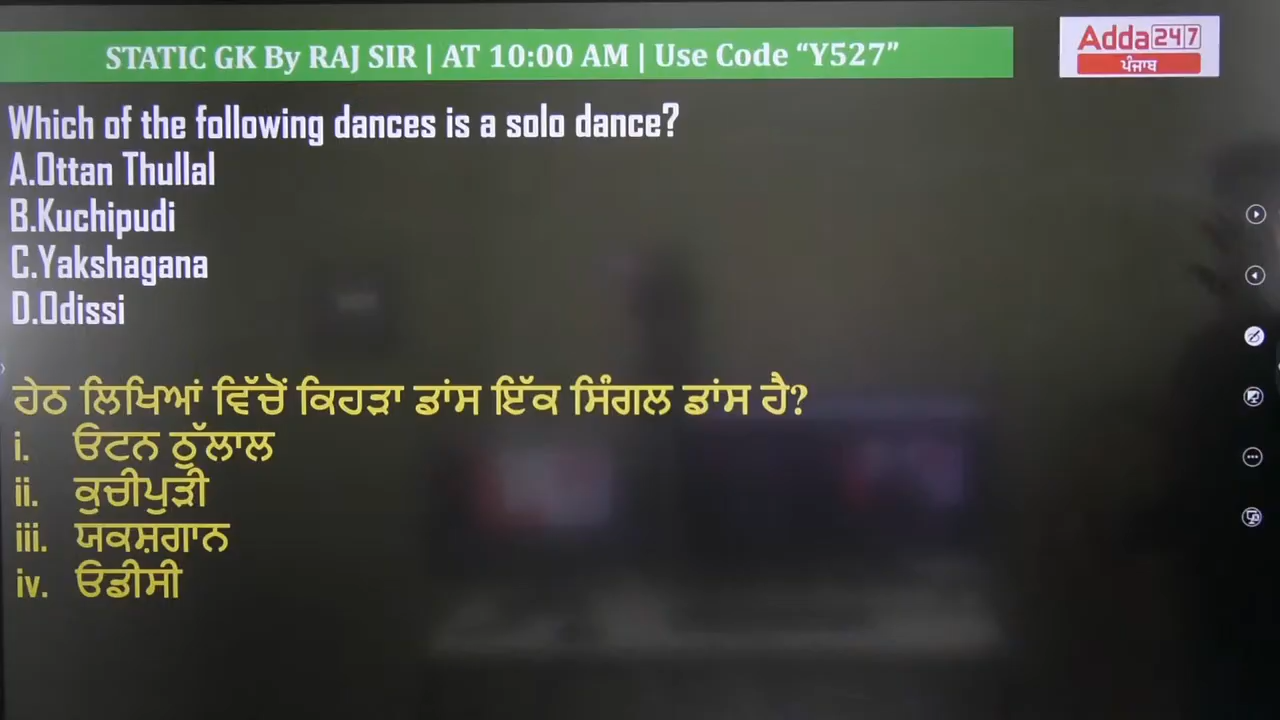 STATIC GK By RAJ SIR | AT 10:00 AM | Use Code “Y527”
Adda247
ਪੰਜਾਬ
Which of the following dances is a solo dance?
A.Ottan Thullal
B.Kuchipudi
C.Yakshagana
D.Odissi
ਹੇਠ ਲਿਖਿਆਂ ਵਿੱਚੋਂ ਕਿਹੜਾ ਡਾਂਸ ਇੱਕ ਸਿੰਗਲ ਡਾਂਸ ਹੈ?
i. ਓਟਨ ਠੁੱਲਾਲ
ii. ਕੁਚੀਪੁੜੀ
iii. ਯਕਸ਼ਗਾਨ
iv. ਓਡੀਸੀ